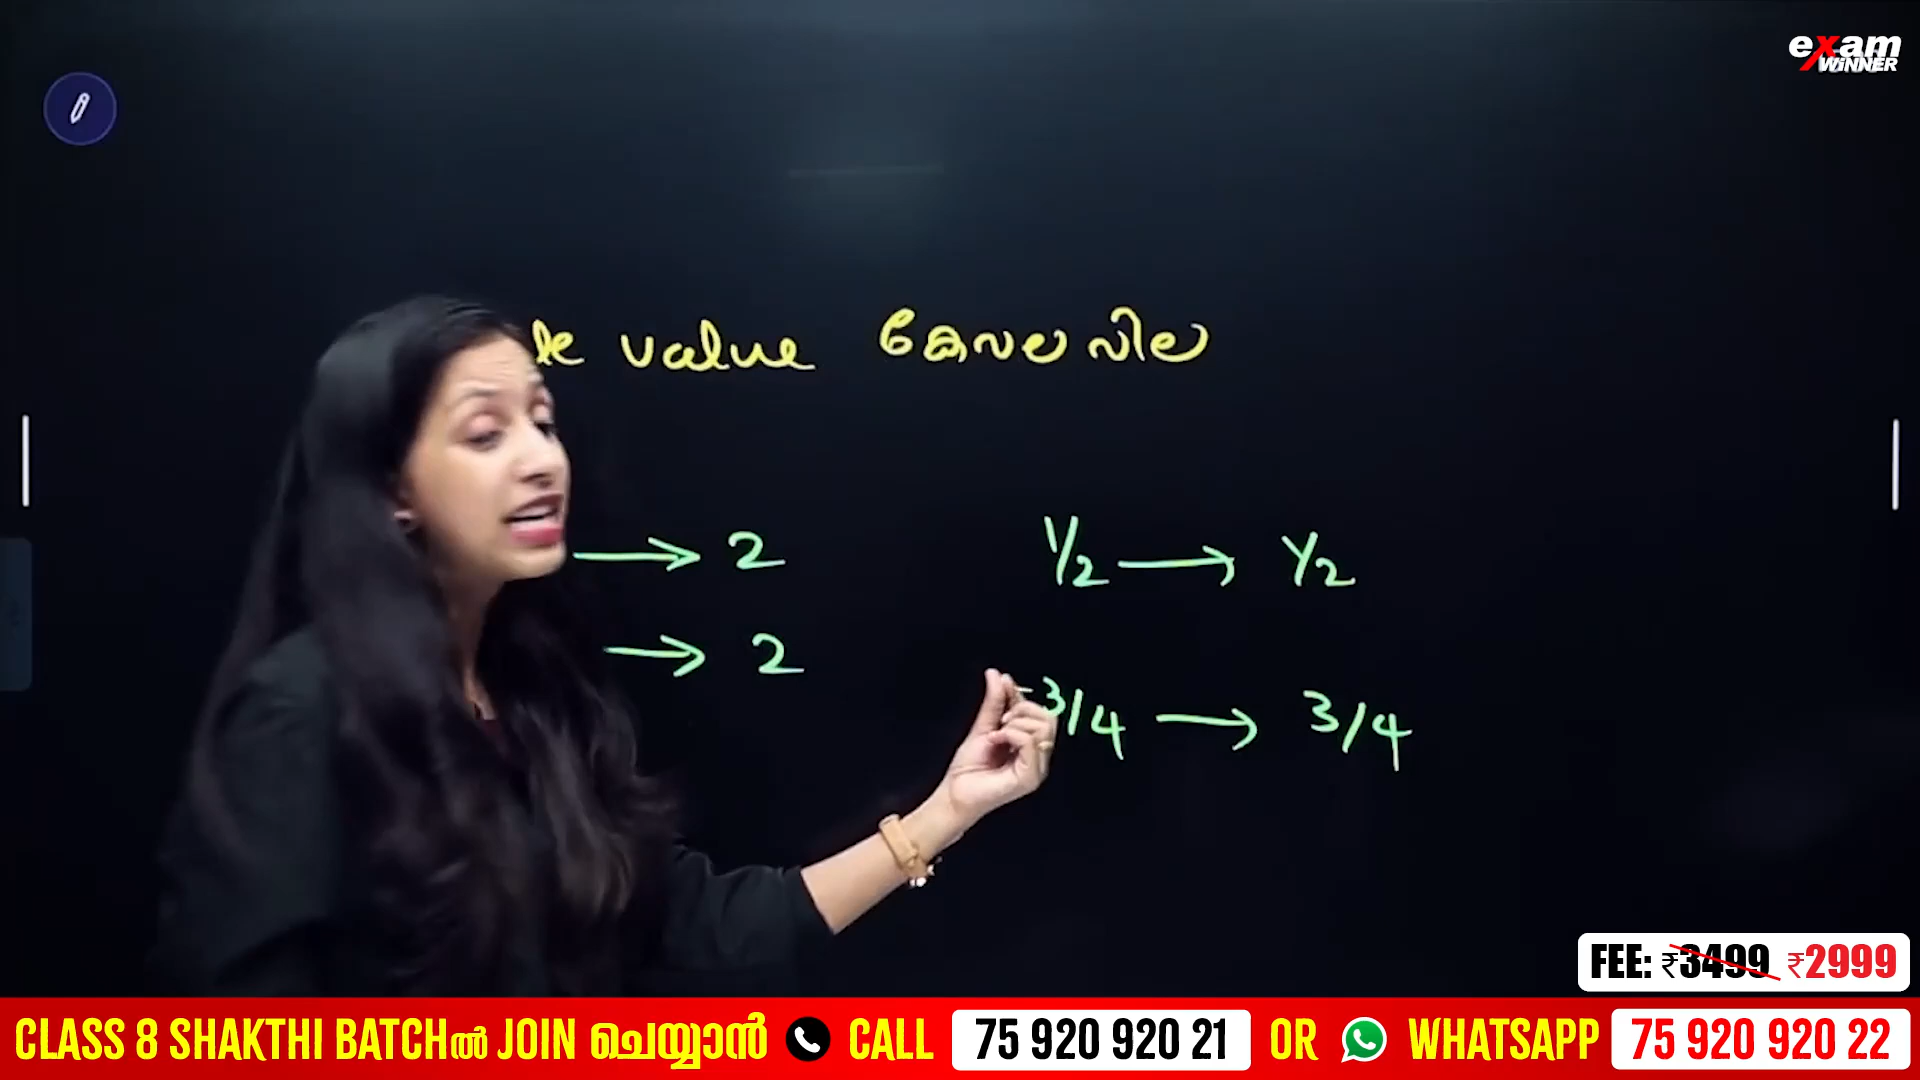 exam
WINNER
value കേവല വില
→ 2
1/2 → 1/2
→ 2
-3/4 → 3/4
FEE: ₹3499 ₹2999
CLASS 8 SHAKTHI BATCHൽ JOIN ചെയ്യാൻ CALL 75 920 920 21 OR WHATSAPP 75 920 920 22